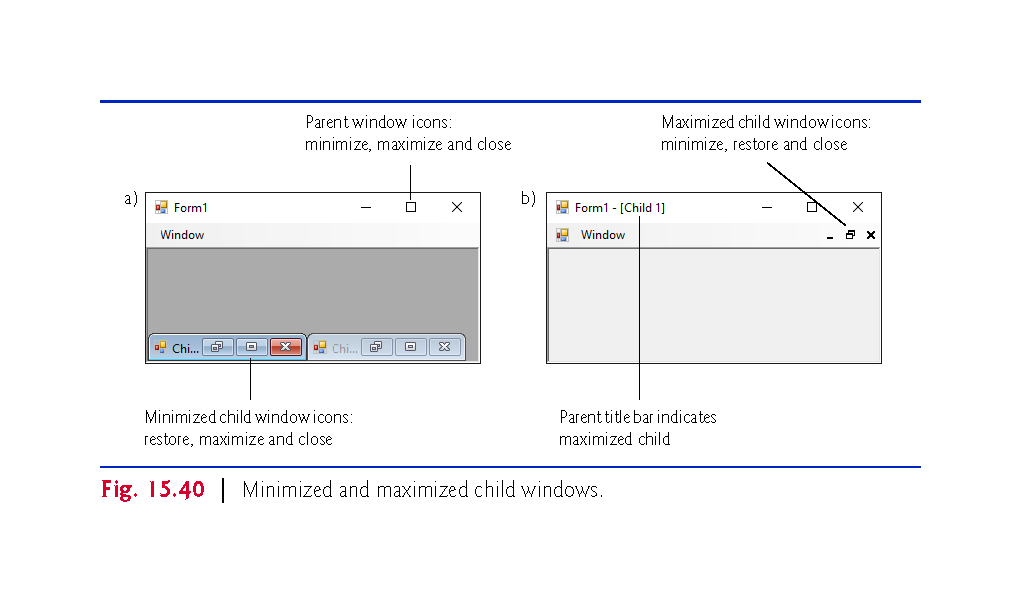 Parent window icons:
minimize, maximize and close
Maximized child window icons:
minimize, restore and close
a)
Form1
Window
Chi...
Chi...
b)
Form1 - [Child 1]
Window
Minimized child window icons:
restore, maximize and close
Parent title bar indicates
maximized child
Fig. 15.40 | Minimized and maximized child windows.